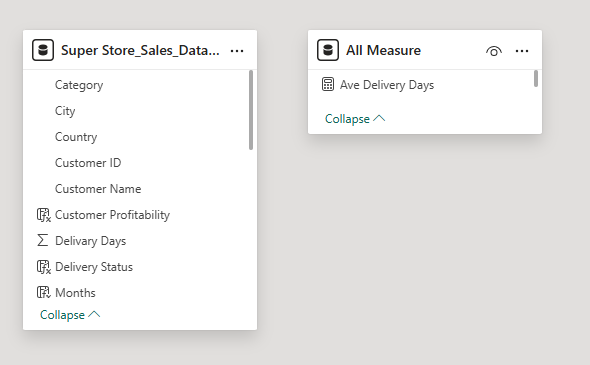 Super Store_Sales_Data...
Category
City
Country
Customer ID
Customer Name
Customer Profitability
Delivary Days
Delivery Status
Months
Collapse
All Measure
Ave Delivery Days
Collapse